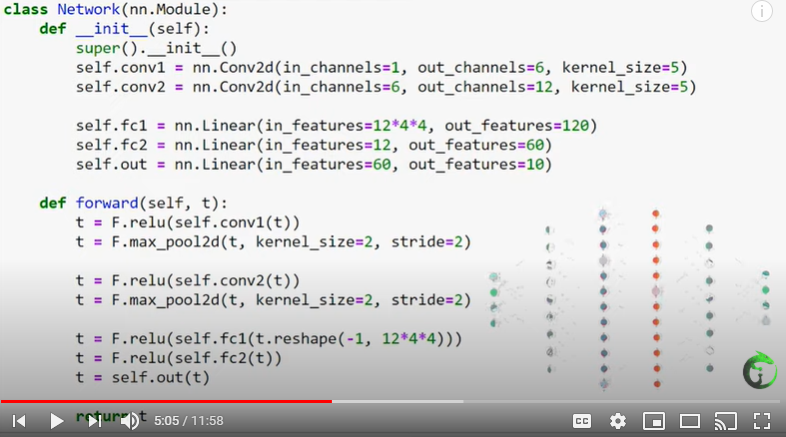 class Network(nn.Module):
    def __init__(self):
        super().__init__()
        self.conv1 = nn.Conv2d(in_channels=1, out_channels=6, kernel_size=5)
        self.conv2 = nn.Conv2d(in_channels=6, out_channels=12, kernel_size=5)
        self.fc1 = nn.Linear(in_features=12*4*4, out_features=120)
        self.fc2 = nn.Linear(in_features=12, out_features=60)
        self.out = nn.Linear(in_features=60, out_features=10)
    def forward(self, t):
        t = F.relu(self.conv1(t))
        t = F.max_pool2d(t, kernel_size=2, stride=2)
        t = F.relu(self.conv2(t))
        t = F.max_pool2d(t, kernel_size=2, stride=2)
        t = F.relu(self.fc1(t.reshape(-1, 12*4*4)))
        t = F.relu(self.fc2(t))
        t = self.out(t)
        return t
5:05 / 11:58
CC